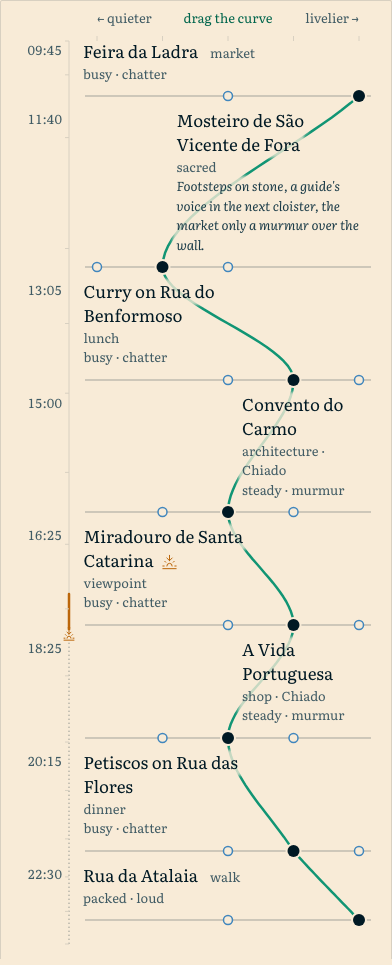 ← quieter drag the curve livelier →
09:45 Feira da Ladra market
busy · chatter
11:40 Mosteiro de São
Vicente de Fora
sacred
Footsteps on stone, a guide's
voice in the next cloister, the
market only a murmur over the
wall.
13:05 Curry on Rua do
Benformoso
lunch
busy · chatter
15:00 Convento do
Carmo
architecture ·
Chiado
steady · murmur
16:25 Miradouro de Santa
Catarina
viewpoint
busy · chatter
18:25 A Vida
Portuguesa
shop · Chiado
steady · murmur
20:15 Petiscos on Rua das
Flores
dinner
busy · chatter
22:30 Rua da Atalaia walk
packed · loud